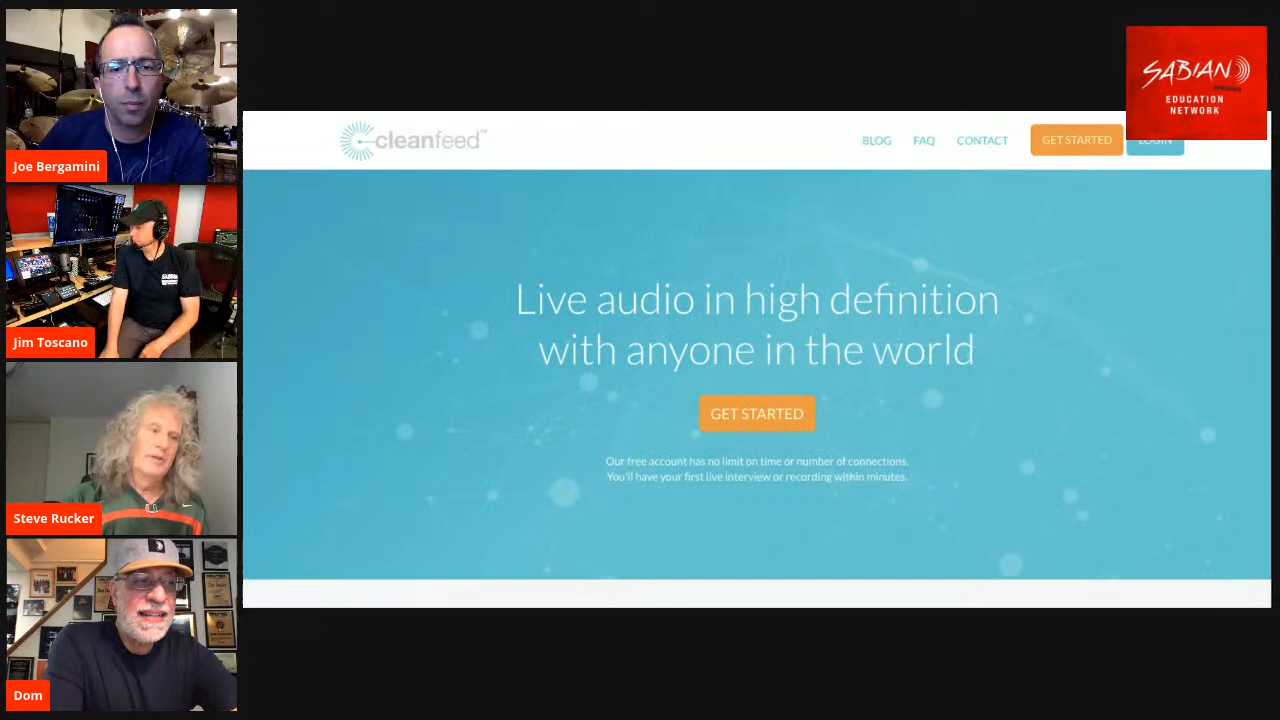 Joe Bergamini
Jim Toscano
Steve Rucker
Dom
cleanfeed™
BLOG
FAQ
CONTACT
GET STARTED
LOGIN
SABIAN
EDUCATION
NETWORK
Live audio in high definition
with anyone in the world
GET STARTED
Our free account has no limit on time or number of connections.
You'll have your first live interview or recording within minutes.